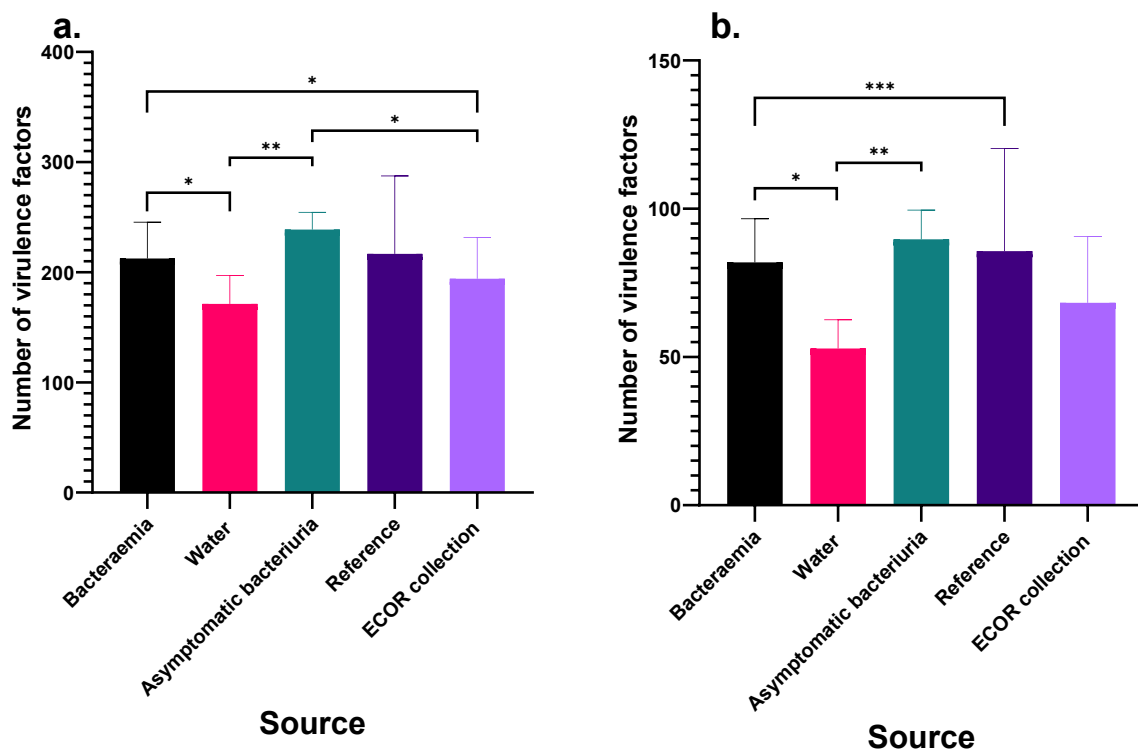 a.
Number of virulence factors
400
300
200
100
0
*
*
**
*
Bacteraemia
Water
Asymptomatic bacteriuria
Reference
ECOR collection
Source
b.
Number of virulence factors
150
100
50
0
***
**
*
Bacteraemia
Water
Asymptomatic bacteriuria
Reference
ECOR collection
Source